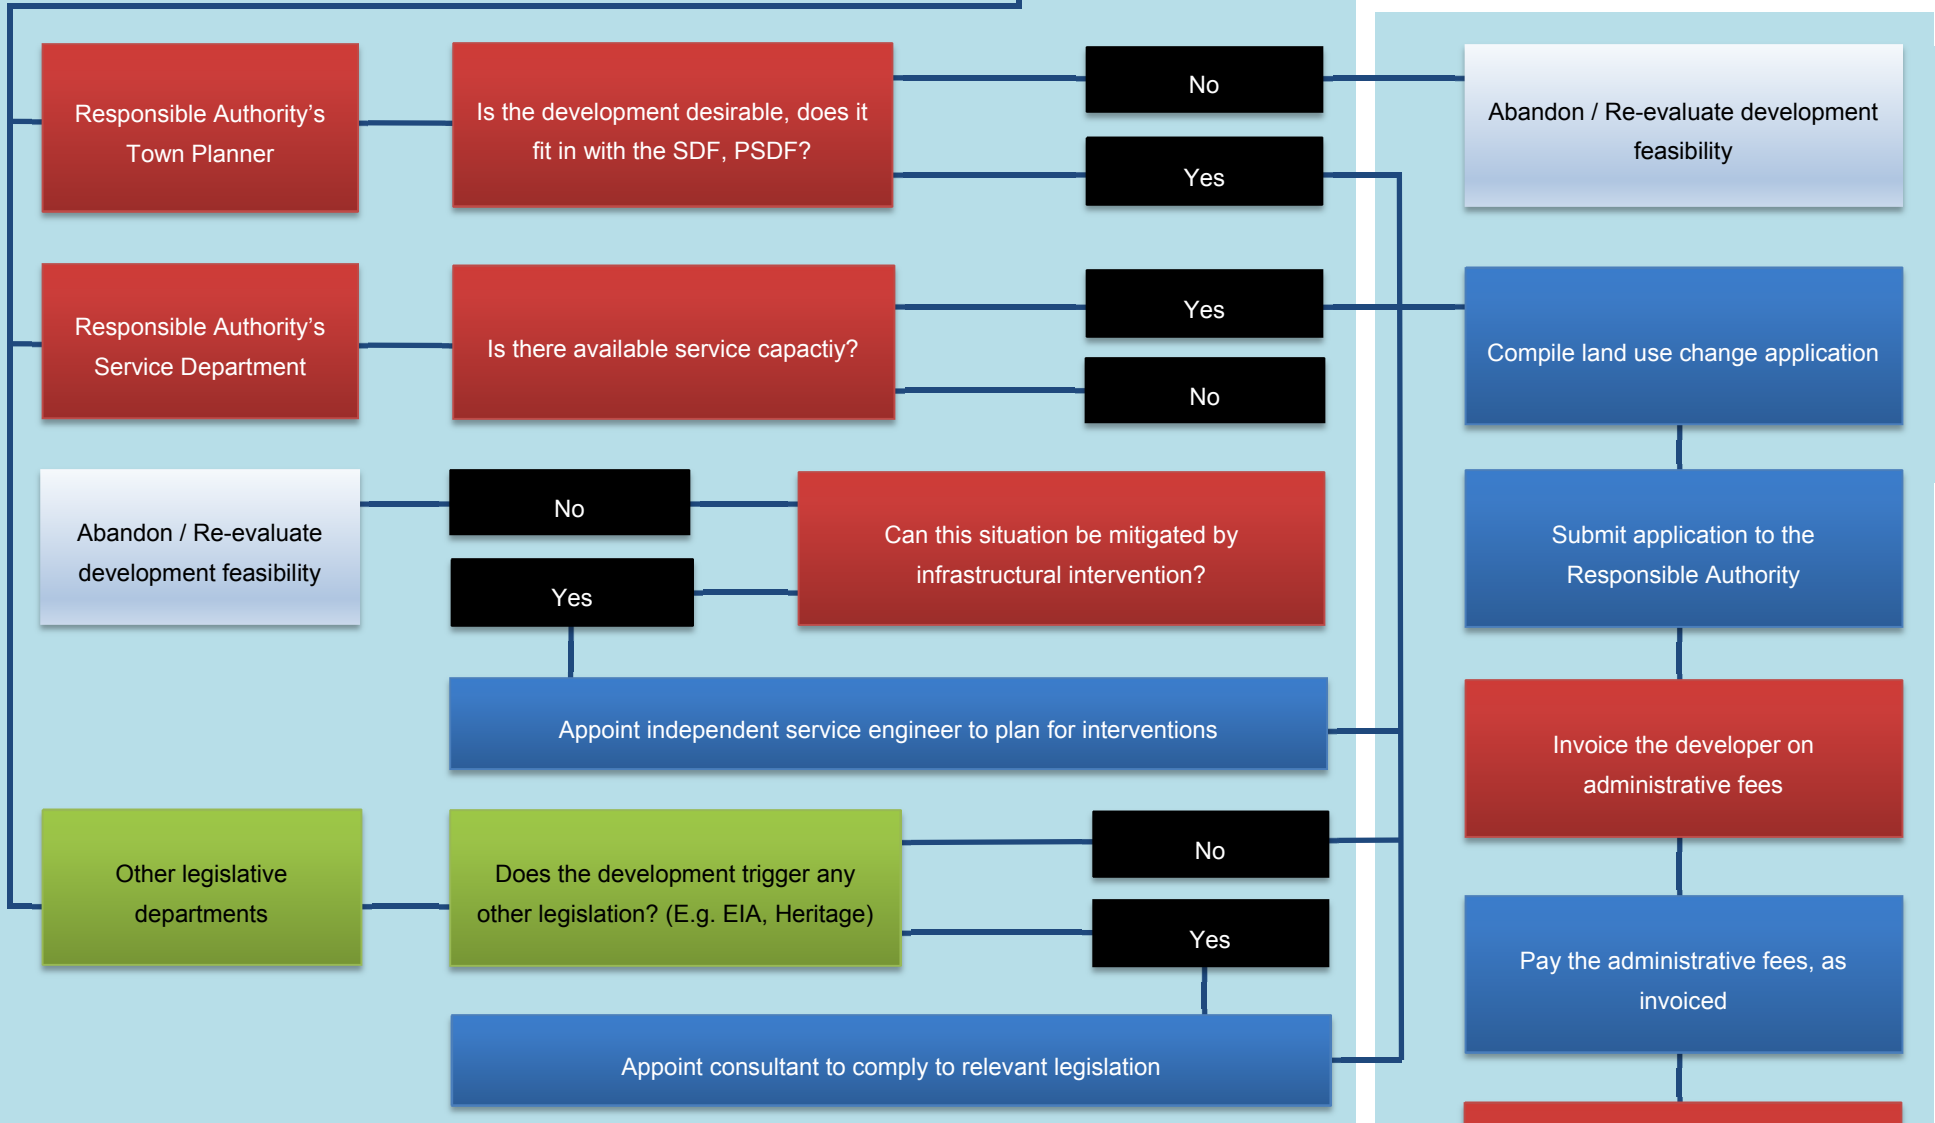 Responsible Authority's
Town Planner
Is the development desirable, does it
fit in with the SDF, PSDF?
No
Yes
Abandon / Re-evaluate development
feasibility
Responsible Authority's
Service Department
Is there available service capactiy?
Yes
No
Compile land use change application
Abandon / Re-evaluate
development feasibility
No
Yes
Can this situation be mitigated by
infrastructural intervention?
Submit application to the
Responsible Authority
Appoint independent service engineer to plan for interventions
Invoice the developer on
administrative fees
Other legislative
departments
Does the development trigger any
other legislation? (E.g. EIA, Heritage)
No
Yes
Pay the administrative fees, as
invoiced
Appoint consultant to comply to relevant legislation